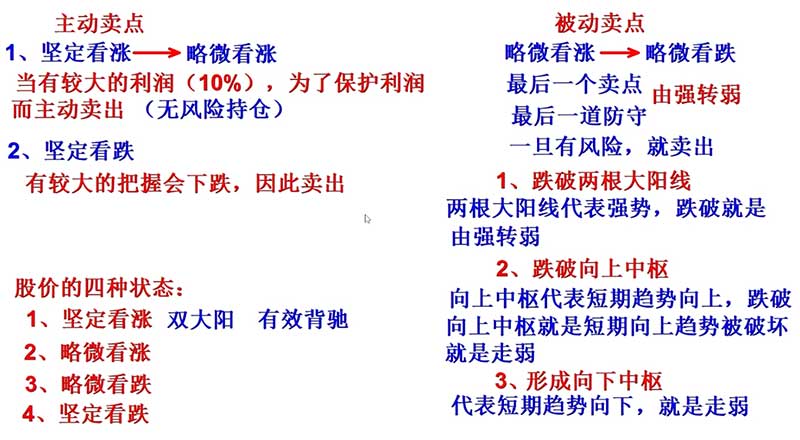 主动卖点
1、坚定看涨→略微看涨
当有较大的利润（10%），为了保护利润
而主动卖出 （无风险持仓）
2、坚定看跌
有较大的把握会下跌，因此卖出
股价的四种状态：
1、坚定看涨 双大阳 有效背驰
2、略微看涨
3、略微看跌
4、坚定看跌
被动卖点
略微看涨→略微看跌
最后一个卖点
由强转弱
最后一道防守
一旦有风险，就卖出
1、跌破两根大阳线
两根大阳线代表强势，跌破就是
由强转弱
2、跌破向上中枢
向上中枢代表短期趋势向上，跌破
向上中枢就是短期向上趋势被破坏
就是走弱
3、形成向下中枢
代表短期趋势向下，就是走弱